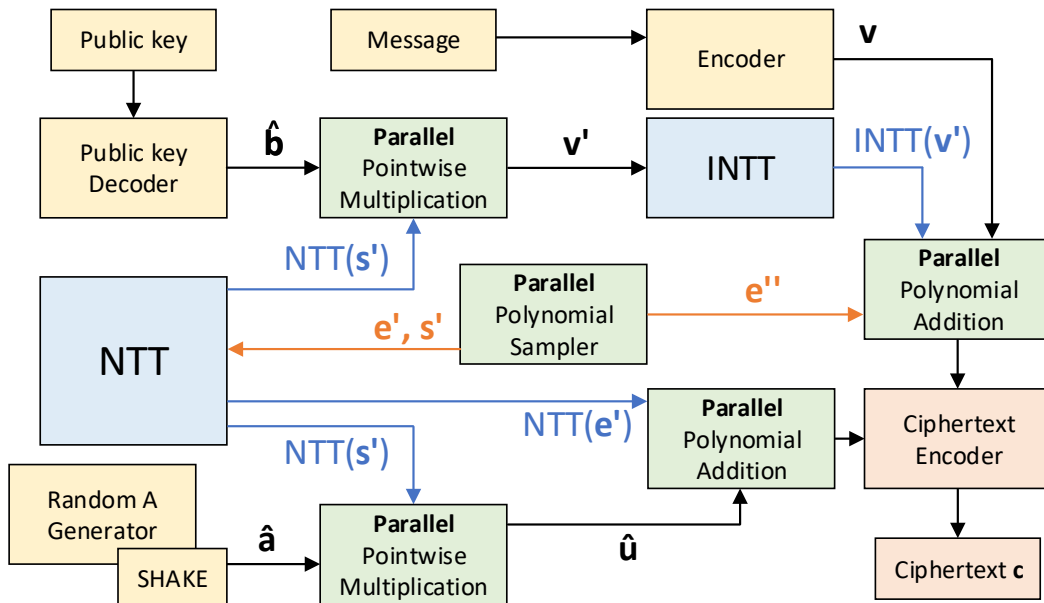 Public key
Message
Encoder
v
Public key
Decoder
b̂
Parallel
Pointwise
Multiplication
v'
INTT
INTT(v')
NTT(s')
Parallel
Polynomial
Sampler
e''
Parallel
Polynomial
Addition
NTT
e', s'
NTT(e')
Parallel
Polynomial
Addition
Ciphertext
Encoder
NTT(s')
Random A
Generator
SHAKE
â
Parallel
Pointwise
Multiplication
û
Ciphertext c